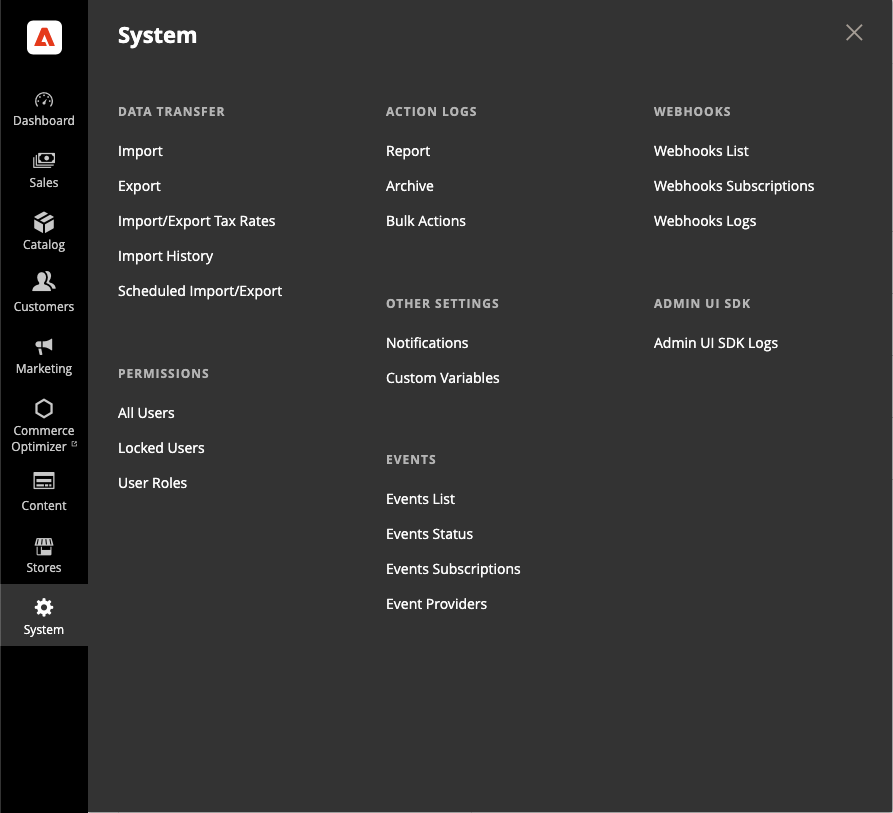 Dashboard
Sales
Catalog
Customers
Marketing
Commerce
Optimizer
Content
Stores
System
System
DATA TRANSFER
Import
Export
Import/Export Tax Rates
Import History
Scheduled Import/Export
PERMISSIONS
All Users
Locked Users
User Roles
ACTION LOGS
Report
Archive
Bulk Actions
OTHER SETTINGS
Notifications
Custom Variables
EVENTS
Events List
Events Status
Events Subscriptions
Event Providers
WEBHOOKS
Webhooks List
Webhooks Subscriptions
Webhooks Logs
ADMIN UI SDK
Admin UI SDK Logs